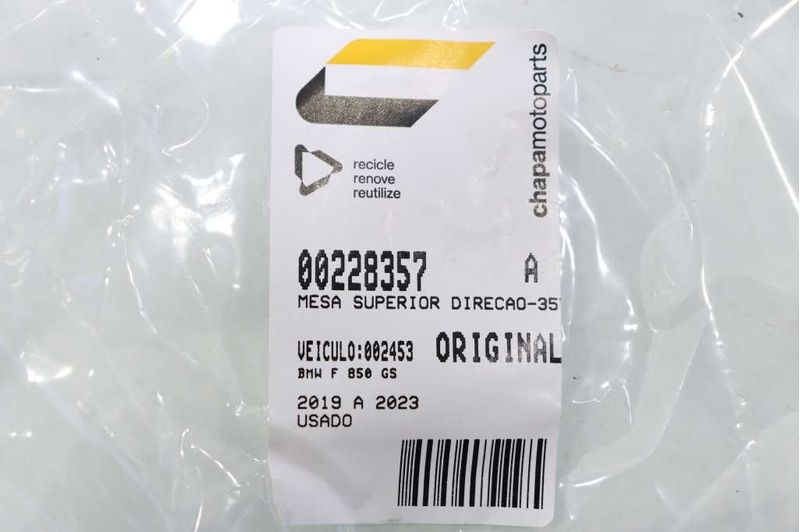 chapamotoparts
recicle
renove
reutilize
00228357 A
MESA SUPERIOR DIRECAO-35
VEICULO:002453 ORIGINAL
BMW F 850 GS
2019 A 2023
USADO